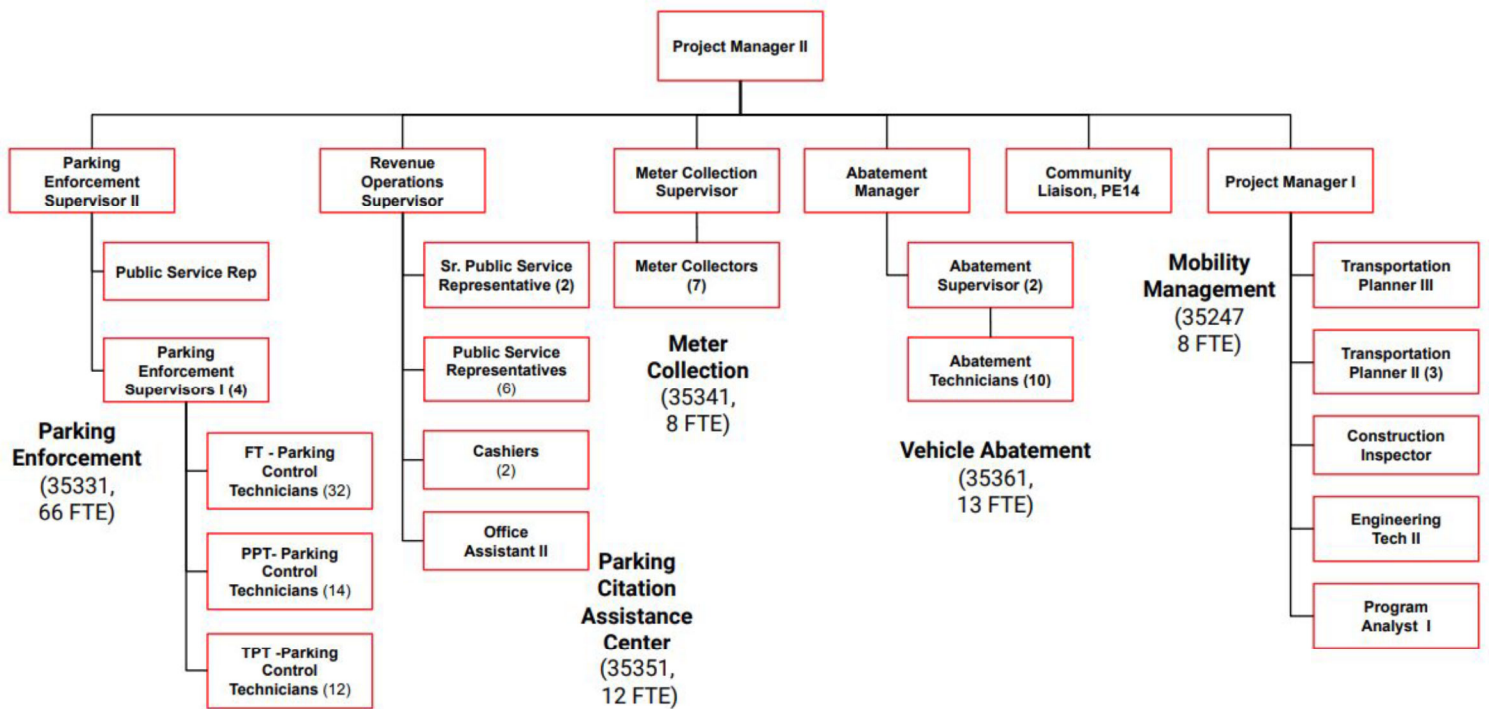 Project Manager II
Parking
Enforcement
Supervisor II
Revenue
Operations
Supervisor
Meter Collection
Supervisor
Abatement
Manager
Community
Liaison, PE14
Project Manager I
Public Service Rep
Parking
Enforcement
Supervisors I (4)
Parking
Enforcement
(35331,
66 FTE)
FT - Parking
Control
Technicians (32)
PPT- Parking
Control
Technicians (14)
TPT -Parking
Control
Technicians (12)
Sr. Public Service
Representative (2)
Public Service
Representatives
(6)
Cashiers
(2)
Office
Assistant II
Parking
Citation
Assistance
Center
(35351,
12 FTE)
Meter Collectors
(7)
Meter
Collection
(35341,
8 FTE)
Abatement
Supervisor (2)
Abatement
Technicians (10)
Vehicle Abatement
(35361,
13 FTE)
Mobility
Management
(35247
8 FTE)
Transportation
Planner III
Transportation
Planner II (3)
Construction
Inspector
Engineering
Tech II
Program
Analyst I